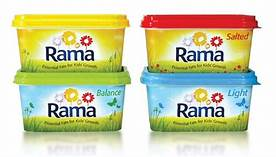 Rama
Essential Fats for Kids' Growth
Salted
Rama
Essential Fats for Kids' Growth
Balance
Rama
Essential Fats for Kids' Growth
Light
Rama
Essential Fats for Kids' Growth